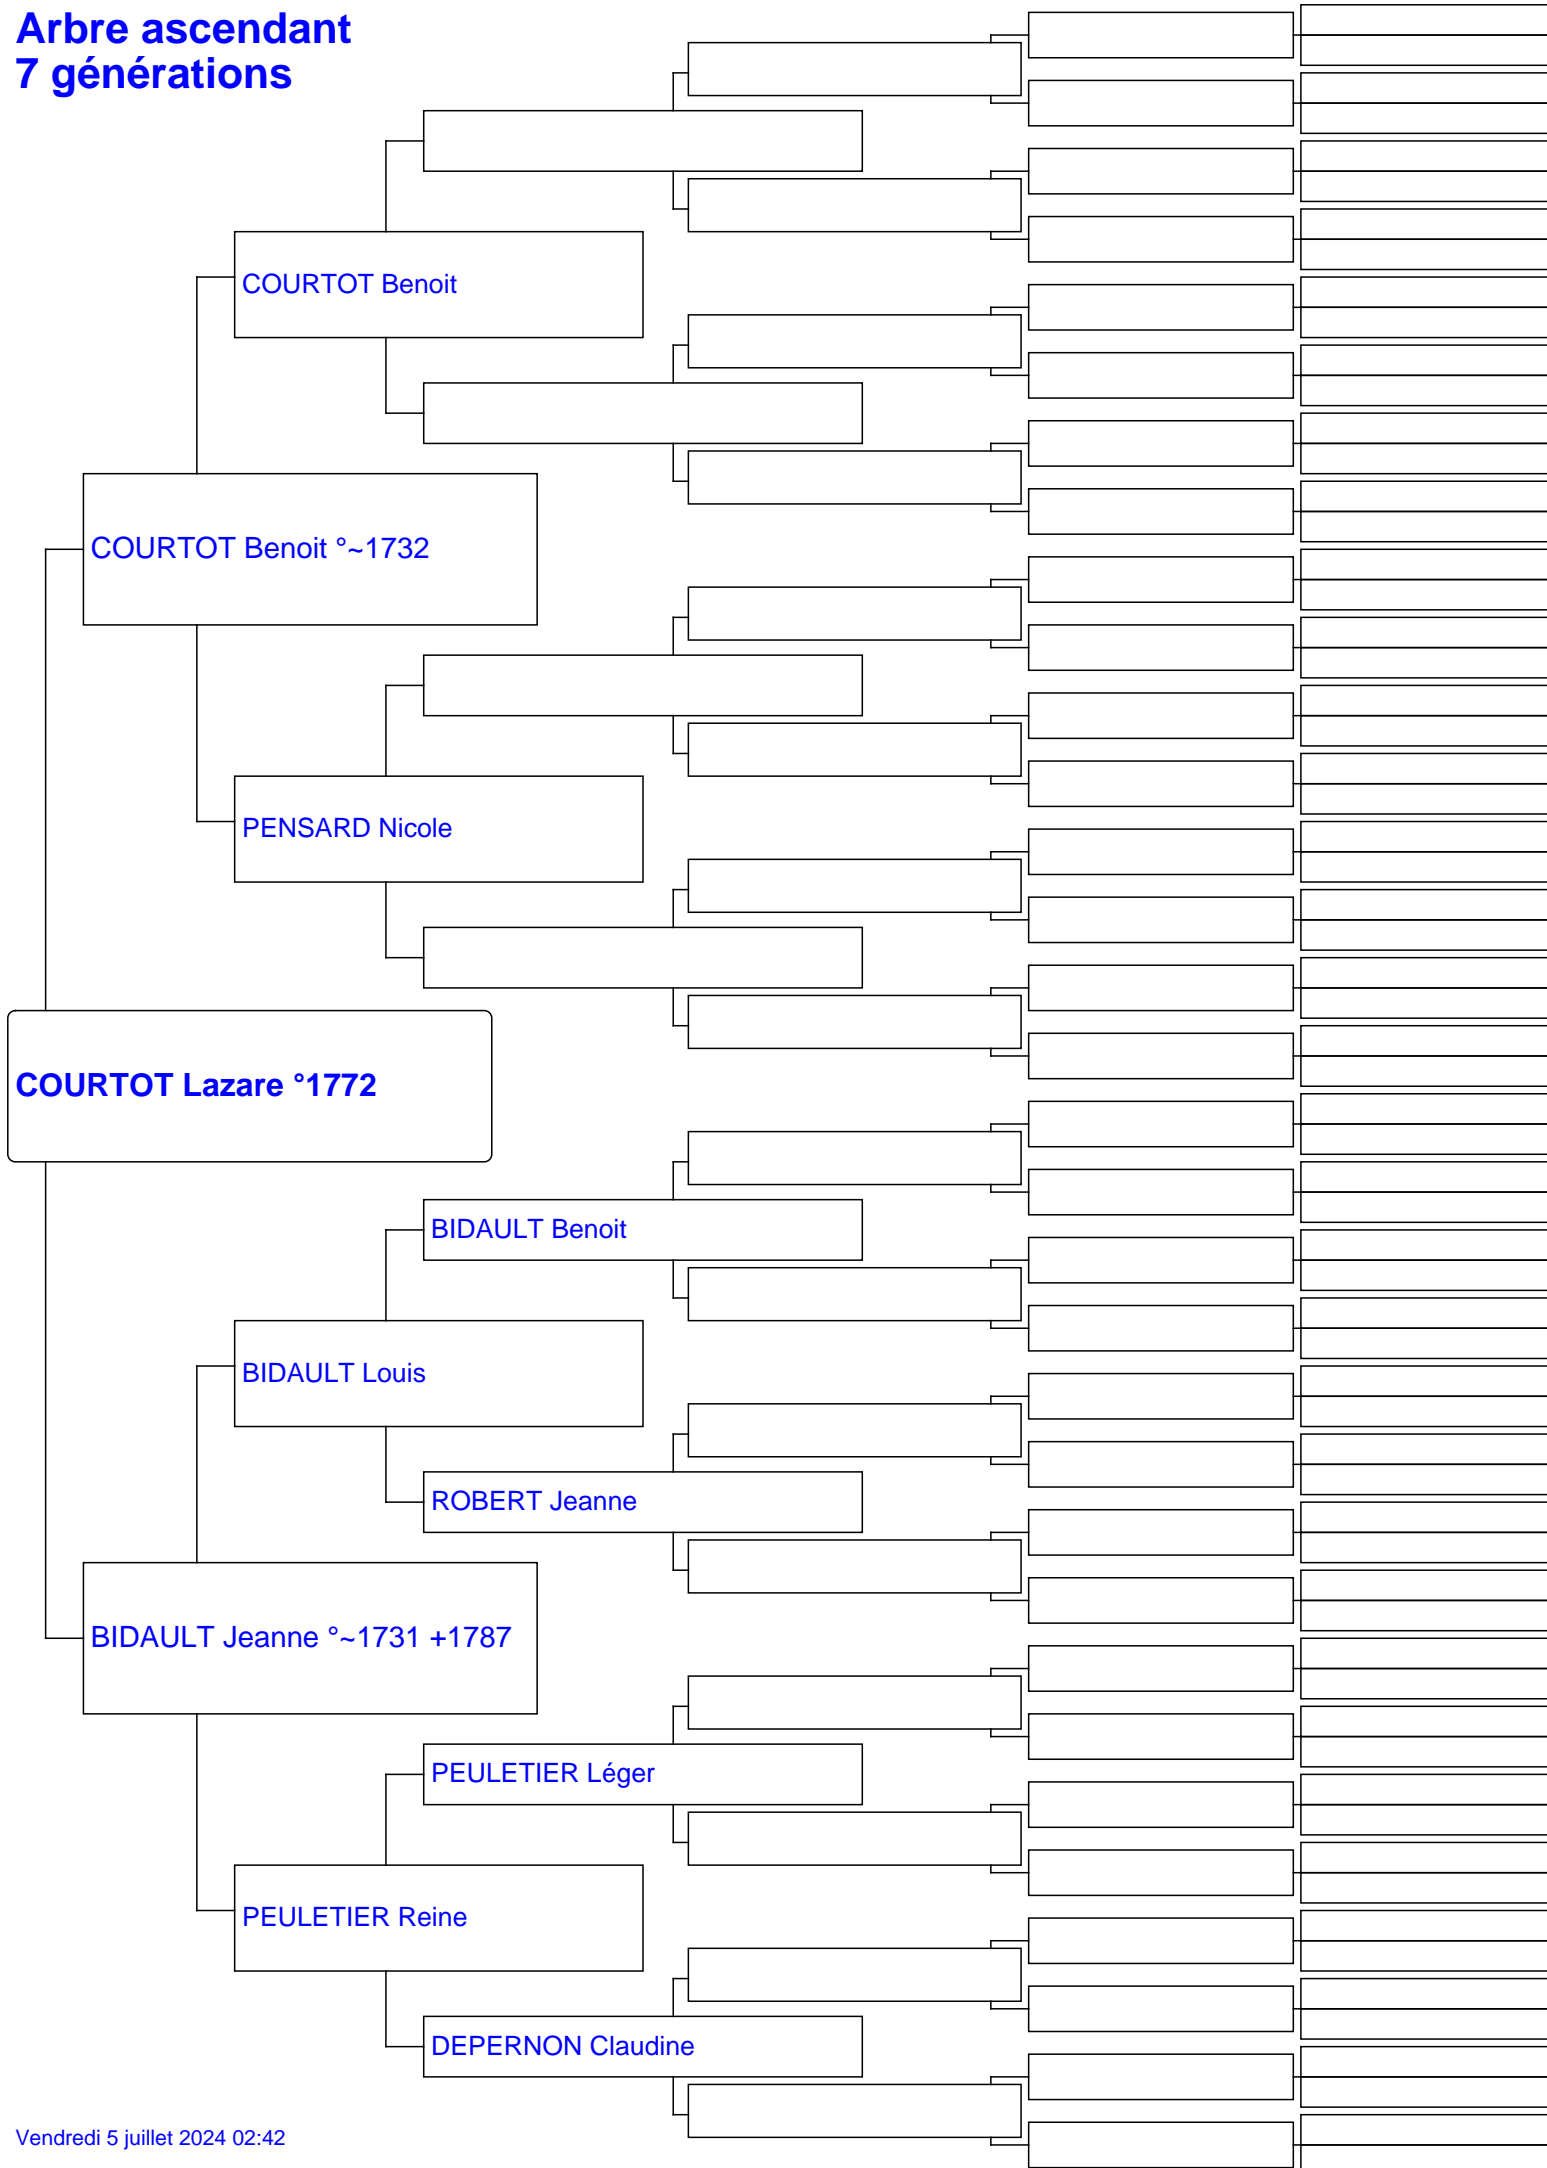 Arbre ascendant
7 générations
COURTOT Benoit
COURTOT Benoit °~1732
PENSARD Nicole
COURTOT Lazare °1772
BIDAULT Benoit
BIDAULT Louis
ROBERT Jeanne
BIDAULT Jeanne °~1731 +1787
PEULETIER Léger
PEULETIER Reine
DEPERNON Claudine
Vendredi 5 juillet 2024 02:42